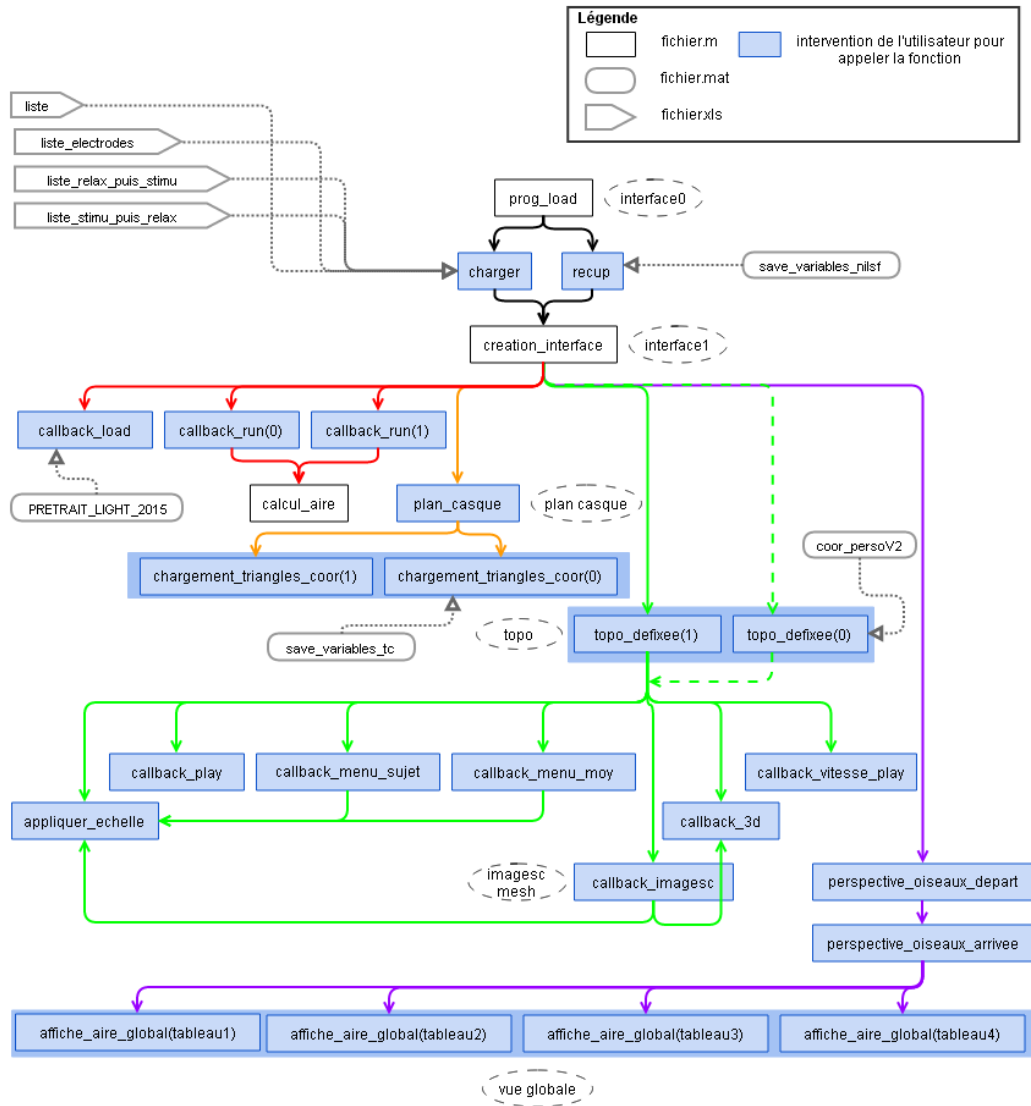 Légende
fichier.m
intervention de l'utilisateur pour
appeler la fonction
fichier.mat
fichier.xls
liste
liste_electrodes
liste_relax_puis_stimu
liste_stimu_puis_relax
prog_load
interface0
charger
recup
save_variables_nilsf
creation_interface
interface1
callback_load
callback_run(0)
callback_run(1)
PRETRAIT_LIGHT_2015
calcul_aire
plan_casque
plan casque
coor_persoV2
chargement_triangles_coor(1)
chargement_triangles_coor(0)
save_variables_tc
topo
topo_defixee(1)
topo_defixee(0)
callback_play
callback_menu_sujet
callback_menu_moy
callback_vitesse_play
appliquer_echelle
callback_3d
imagesc
mesh
callback_imagesc
perspective_oiseaux_depart
perspective_oiseaux_arrivee
affiche_aire_global(tableau1)
affiche_aire_global(tableau2)
affiche_aire_global(tableau3)
affiche_aire_global(tableau4)
vue globale